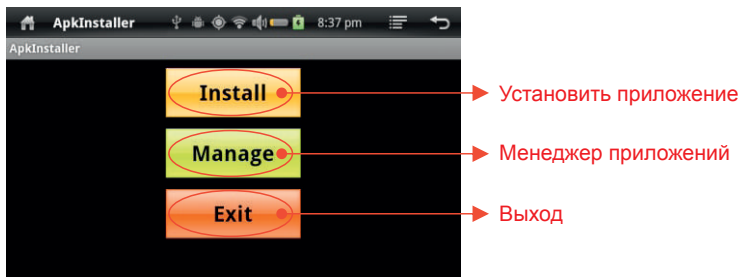 ApkInstaller 8:37 pm
ApkInstaller
Install Установить приложение
Manage Менеджер приложений
Exit Выход